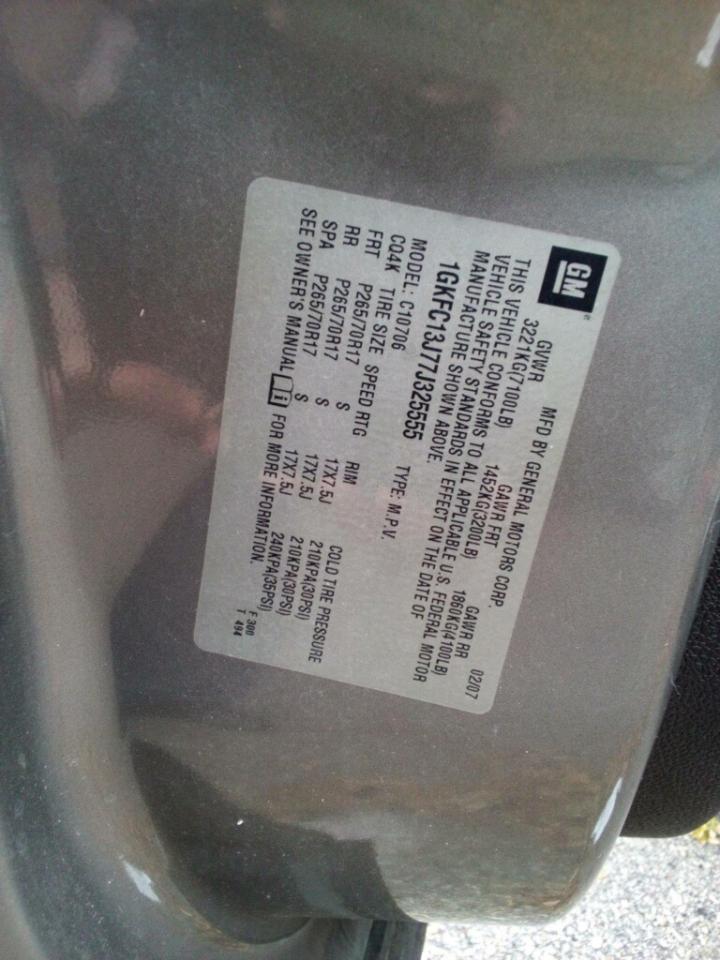 GM®
MFD BY GENERAL MOTORS CORP.
02/07
GVWR GAWR FRT GAWR RR
3221KG(7100LB) 1452KG(3200LB) 1860KG(4100LB)
THIS VEHICLE CONFORMS TO ALL APPLICABLE U.S. FEDERAL MOTOR
VEHICLE SAFETY STANDARDS IN EFFECT ON THE DATE OF
MANUFACTURE SHOWN ABOVE.
1GKFC13J77J325555 TYPE: M.P.V.
MODEL: C10706
CQ4K TIRE SIZE SPEED RTG RIM COLD TIRE PRESSURE
FRT P265/70R17 S 17X7.5J 210KPA(30PSI)
RR P265/70R17 S 17X7.5J 210KPA(30PSI)
SPA P265/70R17 S 17X7.5J 240KPA(35PSI)
SEE OWNER'S MANUAL i FOR MORE INFORMATION.
F 300
T 494